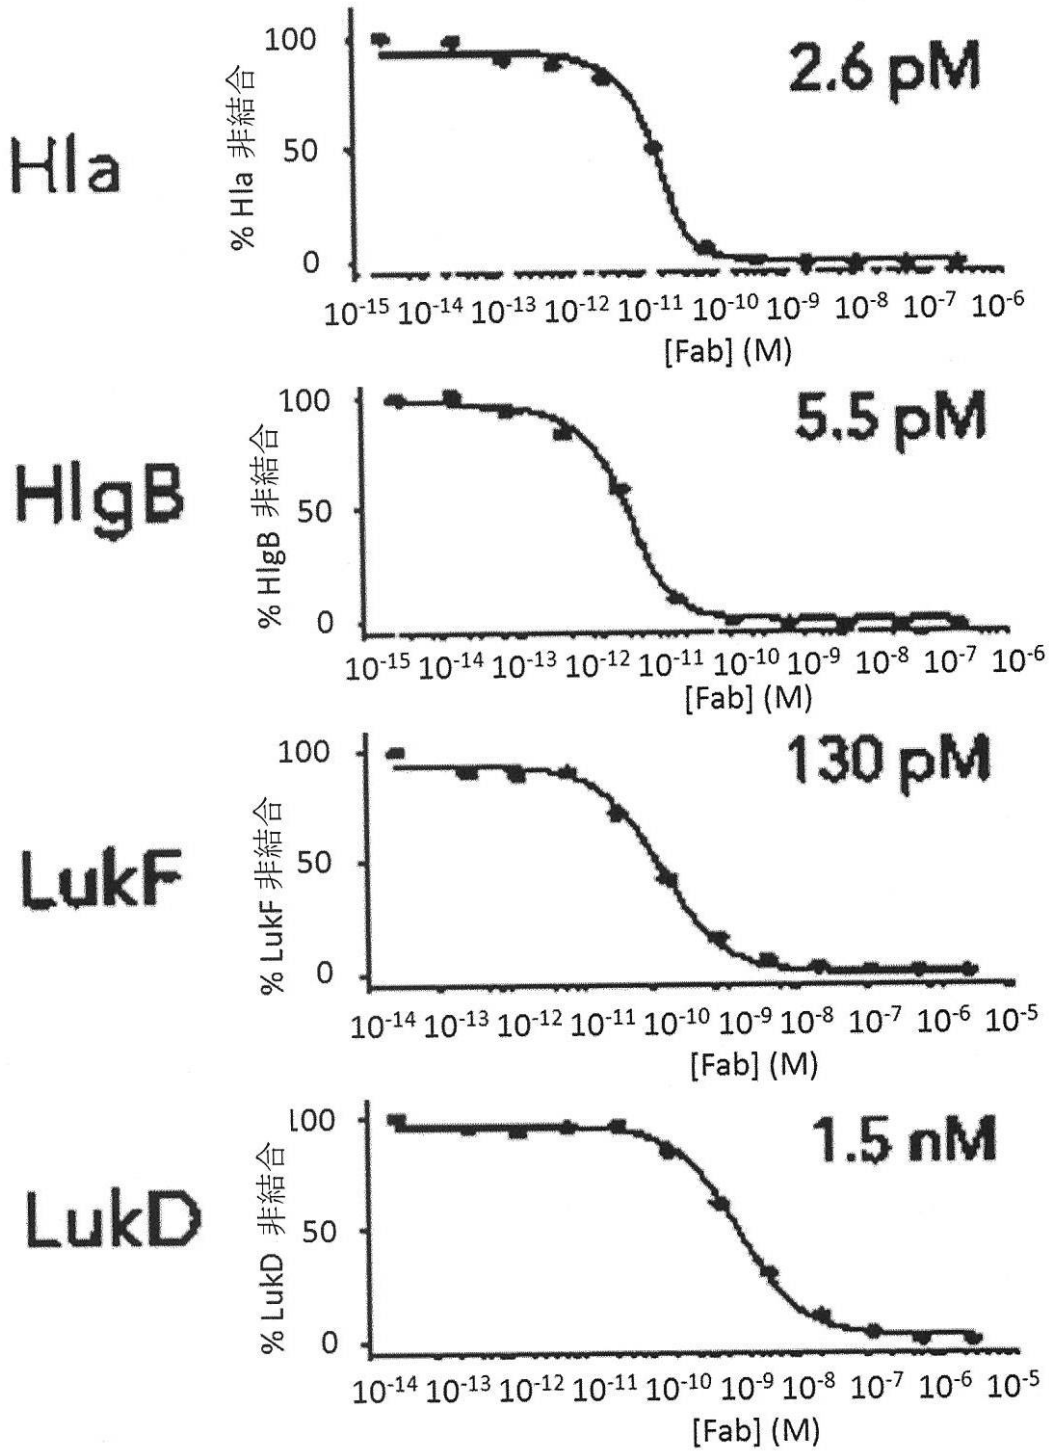 Hla
% Hla 非結合
100
50
0
2.6 pM
10-15 10-14 10-13 10-12 10-11 10-10 10-9 10-8 10-7 10-6
[Fab] (M)
HlgB
% HlgB 非結合
100
50
0
5.5 pM
10-15 10-14 10-13 10-12 10-11 10-10 10-9 10-8 10-7 10-6
[Fab] (M)
LukF
% LukF 非結合
100
50
0
130 pM
10-14 10-13 10-12 10-11 10-10 10-9 10-8 10-7 10-6 10-5
[Fab] (M)
LukD
% LukD 非結合
100
50
0
1.5 nM
10-14 10-13 10-12 10-11 10-10 10-9 10-8 10-7 10-6 10-5
[Fab] (M)